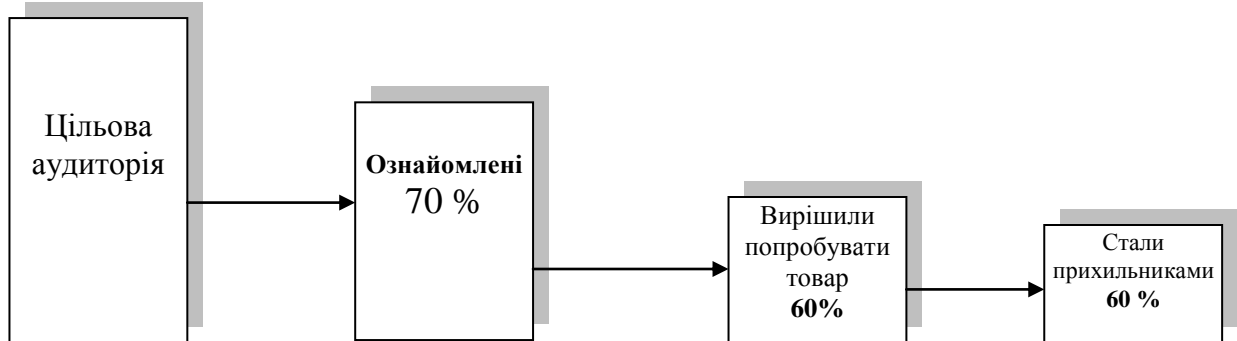 Цільова
аудиторія
Ознайомлені
70 %
Вирішили
попробувати
товар
60%
Стали
прихильниками
60 %